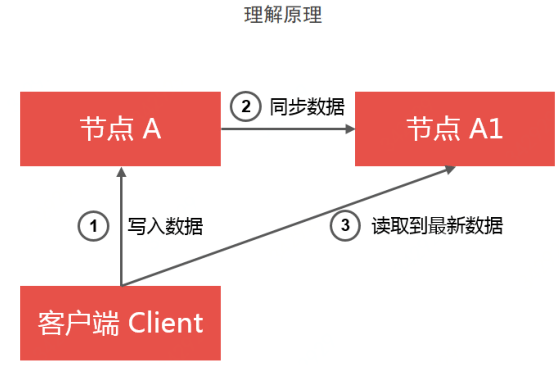 理解原理
节点 A
② 同步数据
节点 A1
① 写入数据
③ 读取到最新数据
客户端 Client